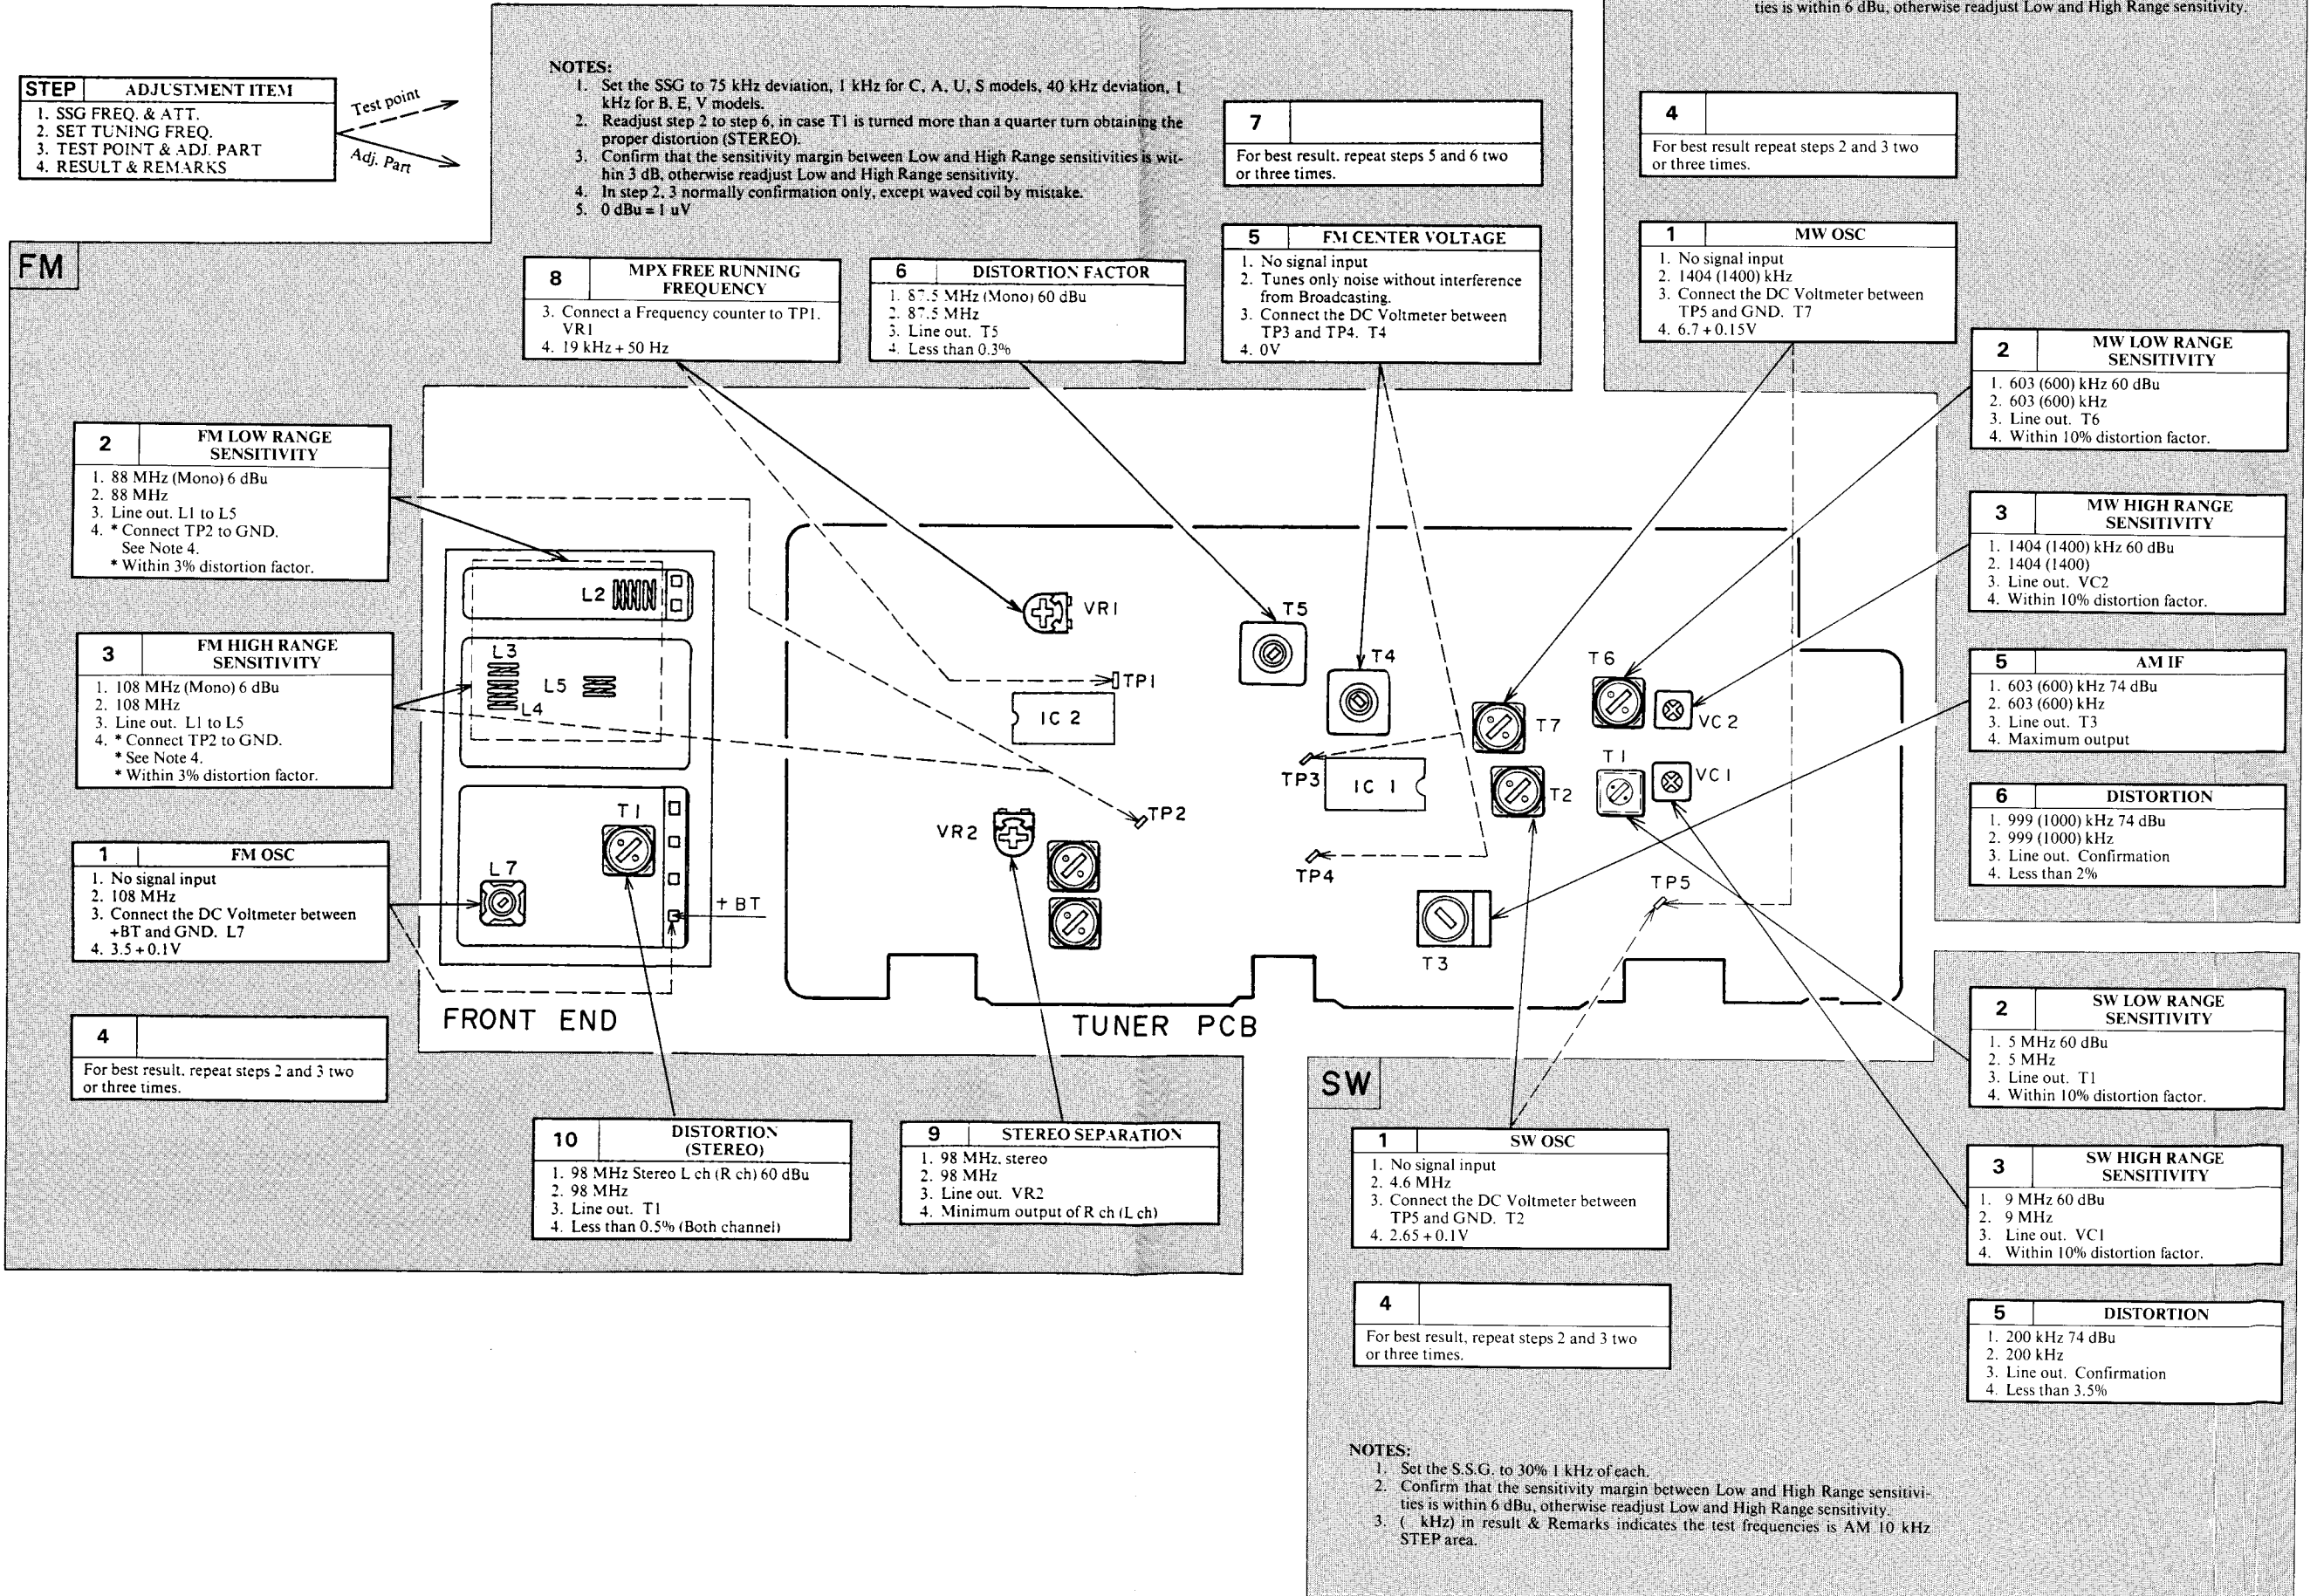 ties is within 6 dBu, otherwise readjust Low and High Range sensitivity.
STEP ADJUSTMENT ITEM
1. SSG FREQ. & ATT.
2. SET TUNING FREQ.
3. TEST POINT & ADJ. PART
4. RESULT & REMARKS
Test point
Adj. Part
NOTES:
1. Set the SSG to 75 kHz deviation, 1 kHz for C, A, U, S models, 40 kHz deviation, 1
kHz for B, E, V models.
2. Readjust step 2 to step 6, in case T1 is turned more than a quarter turn obtaining the
proper distortion (STEREO).
3. Confirm that the sensitivity margin between Low and High Range sensitivities is wit-
hin 3 dB, otherwise readjust Low and High Range sensitivity.
4. In step 2, 3 normally confirmation only, except waved coil by mistake.
5. 0 dBu = 1 uV
7
For best result. repeat steps 5 and 6 two
or three times.
4
For best result repeat steps 2 and 3 two
or three times.
FM
8 MPX FREE RUNNING
FREQUENCY
3. Connect a Frequency counter to TP1.
VR1
4. 19 kHz + 50 Hz
6 DISTORTION FACTOR
1. 87.5 MHz (Mono) 60 dBu
2. 87.5 MHz
3. Line out. T5
4. Less than 0.3%
5 FM CENTER VOLTAGE
1. No signal input
2. Tunes only noise without interference
from Broadcasting.
3. Connect the DC Voltmeter between
TP3 and TP4. T4
4. 0V
1 MW OSC
1. No signal input
2. 1404 (1400) kHz
3. Connect the DC Voltmeter between
TP5 and GND. T7
4. 6.7 + 0.15V
2 MW LOW RANGE
SENSITIVITY
1. 603 (600) kHz 60 dBu
2. 603 (600) kHz
3. Line out. T6
4. Within 10% distortion factor.
2 FM LOW RANGE
SENSITIVITY
1. 88 MHz (Mono) 6 dBu
2. 88 MHz
3. Line out. L1 to L5
4. * Connect TP2 to GND.
See Note 4.
* Within 3% distortion factor.
3 MW HIGH RANGE
SENSITIVITY
1. 1404 (1400) kHz 60 dBu
2. 1404 (1400)
3. Line out. VC2
4. Within 10% distortion factor.
3 FM HIGH RANGE
SENSITIVITY
1. 108 MHz (Mono) 6 dBu
2. 108 MHz
3. Line out. L1 to L5
4. * Connect TP2 to GND.
* See Note 4.
* Within 3% distortion factor.
5 AM IF
1. 603 (600) kHz 74 dBu
2. 603 (600) kHz
3. Line out. T3
4. Maximum output
6 DISTORTION
1. 999 (1000) kHz 74 dBu
2. 999 (1000) kHz
3. Line out. Confirmation
4. Less than 2%
1 FM OSC
1. No signal input
2. 108 MHz
3. Connect the DC Voltmeter between
+BT and GND. L7
4. 3.5 + 0.1V
L2
L3
L5
L4
T1
L7
+ BT
FRONT END
VR1
T5
T4
T6
TP1
IC 2
T7
VC2
TP3
IC 1
T1
VC1
T2
TP2
VR2
TP4
TP5
T3
TUNER PCB
4
For best result. repeat steps 2 and 3 two
or three times.
10 DISTORTION
(STEREO)
1. 98 MHz Stereo L ch (R ch) 60 dBu
2. 98 MHz
3. Line out. T1
4. Less than 0.5% (Both channel)
9 STEREO SEPARATION
1. 98 MHz, stereo
2. 98 MHz
3. Line out. VR2
4. Minimum output of R ch (L ch)
SW
1 SW OSC
1. No signal input
2. 4.6 MHz
3. Connect the DC Voltmeter between
TP5 and GND. T2
4. 2.65 + 0.1V
2 SW LOW RANGE
SENSITIVITY
1. 5 MHz 60 dBu
2. 5 MHz
3. Line out. T1
4. Within 10% distortion factor.
3 SW HIGH RANGE
SENSITIVITY
1. 9 MHz 60 dBu
2. 9 MHz
3. Line out. VC1
4. Within 10% distortion factor.
4
For best result, repeat steps 2 and 3 two
or three times.
5 DISTORTION
1. 200 kHz 74 dBu
2. 200 kHz
3. Line out. Confirmation
4. Less than 3.5%
NOTES:
1. Set the S.S.G. to 30% 1 kHz of each.
2. Confirm that the sensitivity margin between Low and High Range sensitivi-
ties is within 6 dBu, otherwise readjust Low and High Range sensitivity.
3. ( kHz) in result & Remarks indicates the test frequencies is AM 10 kHz
STEP area.